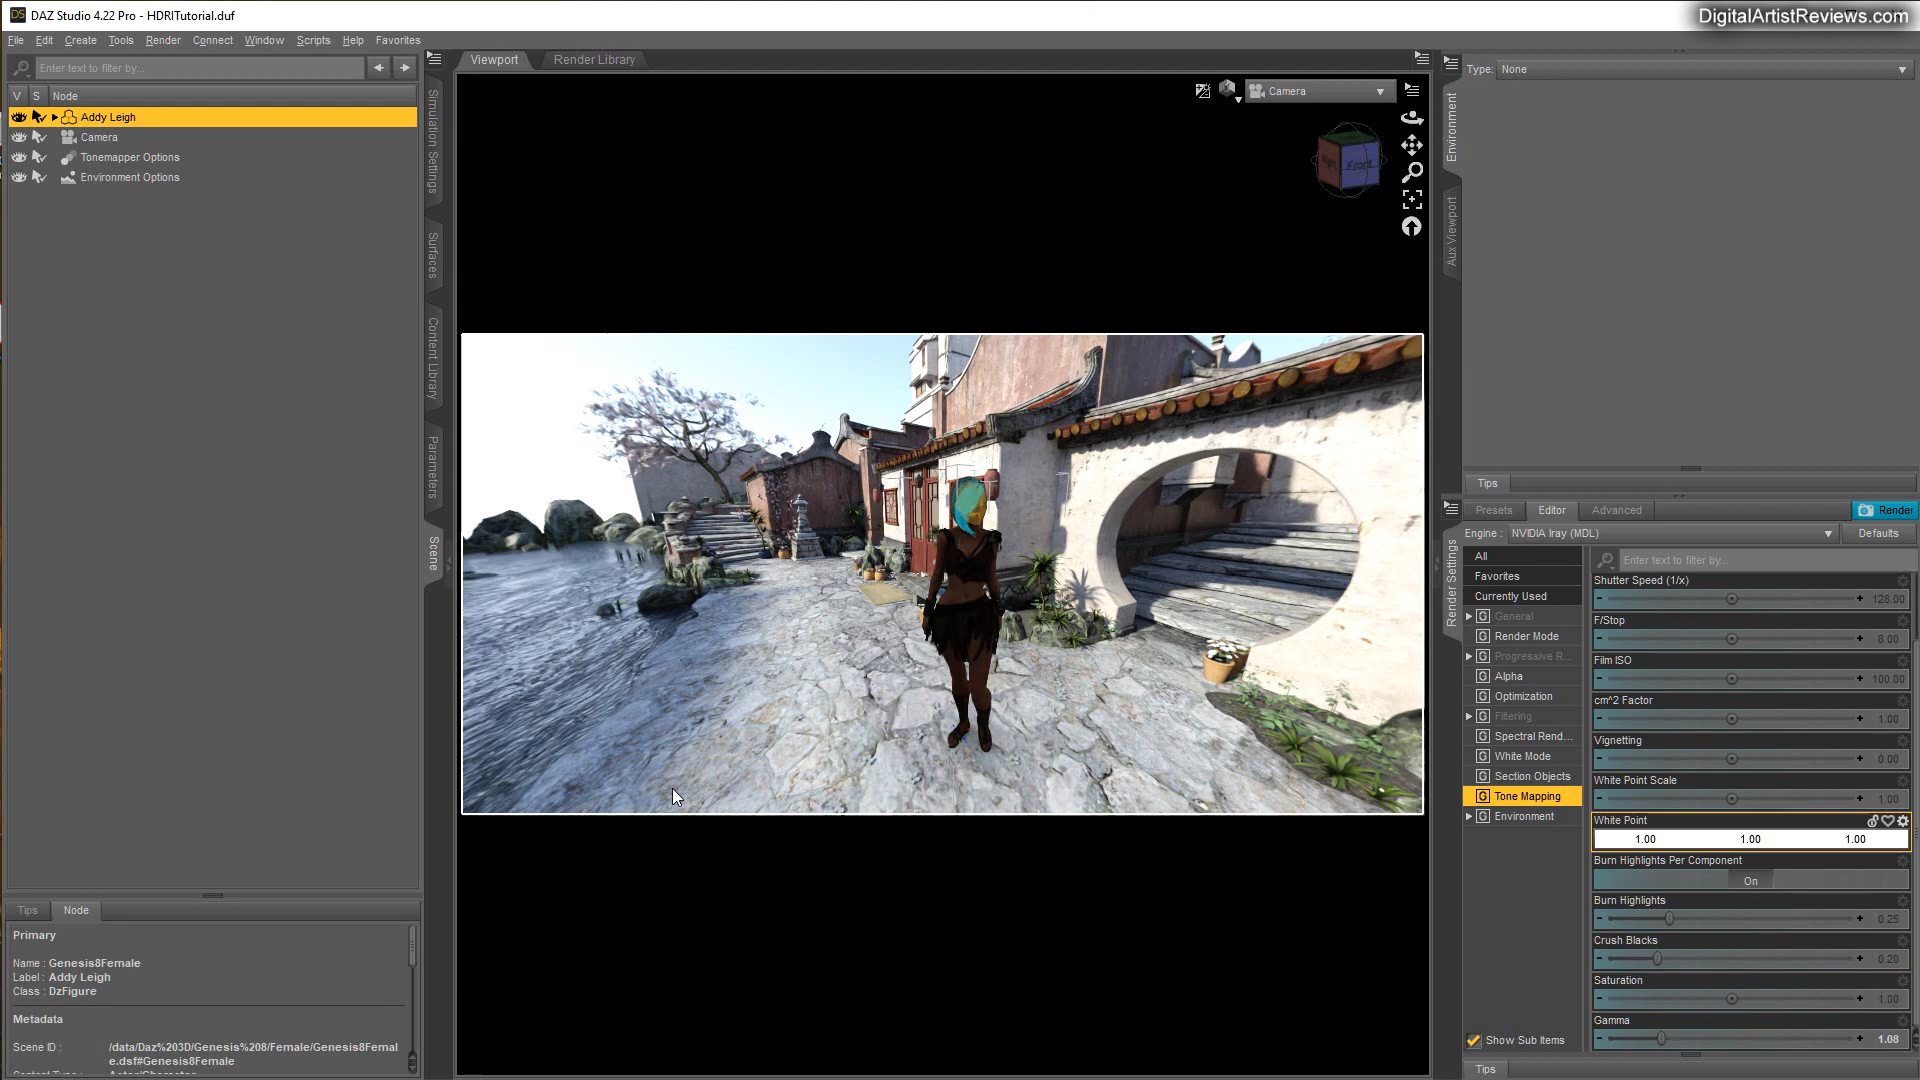 DAZ Studio 4.22 Pro - HDRITutorial.duf
DigitalArtistReviews.com
File Edit Create Tools Render Connect Window Scripts Help Favorites
Enter text to filter by...
V S Node
Addy Leigh
Camera
Tonemapper Options
Environment Options
Simulation Settings
Surfaces
Content Library
Parameters
Scene
Tips Node
Primary
Name : Genesis8Female
Label : Addy Leigh
Class : DzFigure
Metadata
Scene ID : /data/Daz%203D/Genesis%208/Female/Genesis8Femal
e.dsf#Genesis8Female
Viewport Render Library
Camera
Front
Type: None
Environment
Aux Viewport
Tips
Presets Editor Advanced Render
Engine : NVIDIA Iray (MDL) Defaults
Render Settings
All
Favorites
Currently Used
G General
G Render Mode
G Progressive R...
G Alpha
G Optimization
G Filtering
G Spectral Rend...
G White Mode
G Section Objects
G Tone Mapping
G Environment
Show Sub Items
Enter text to filter by...
Shutter Speed (1/x)
- + 128.00
F/Stop
- + 8.00
Film ISO
- + 100.00
cm^2 Factor
- + 1.00
Vignetting
- + 0.00
White Point Scale
- + 1.00
White Point
1.00 1.00 1.00
Burn Highlights Per Component
On
Burn Highlights
- + 0.25
Crush Blacks
- + 0.20
Saturation
- + 1.00
Gamma
- + 1.08
Tips